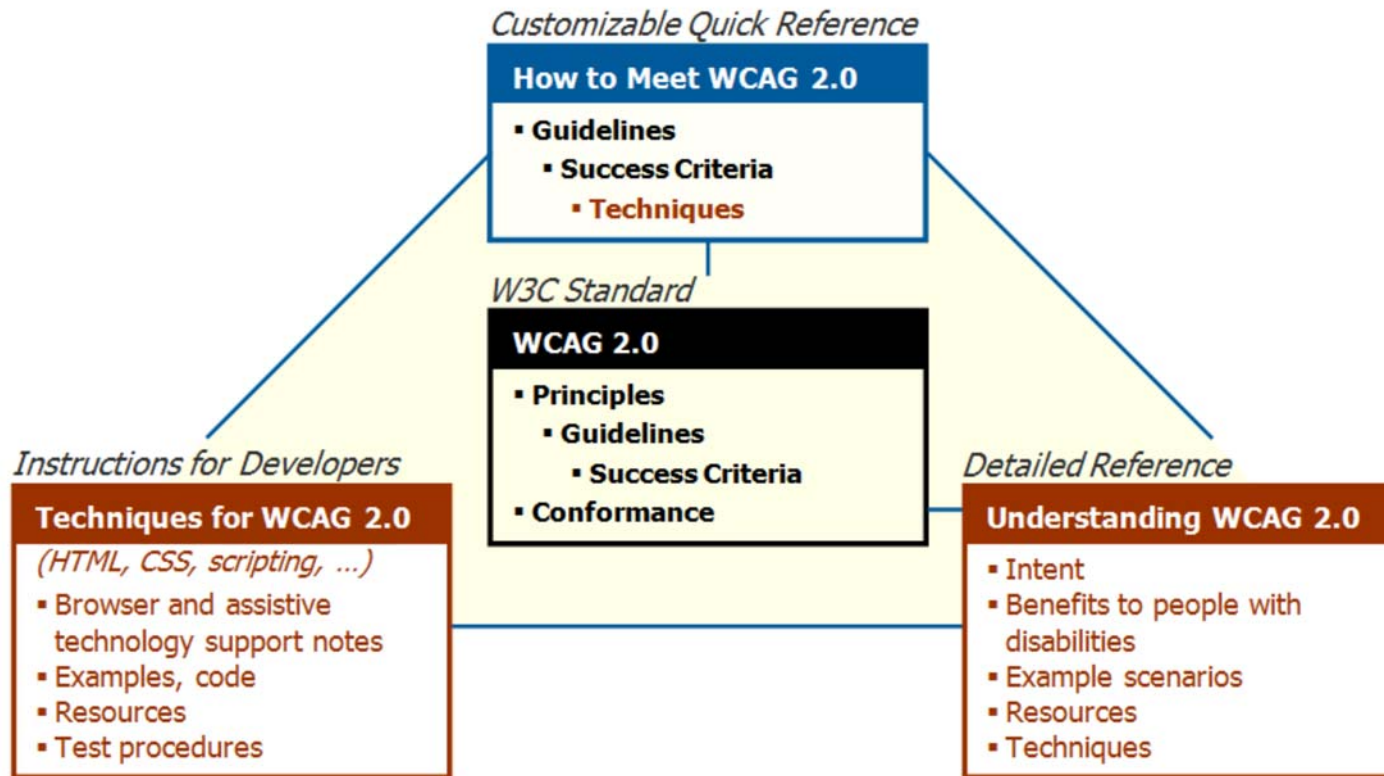 Customizable Quick Reference
How to Meet WCAG 2.0
▪ Guidelines
▪ Success Criteria
▪ Techniques
W3C Standard
WCAG 2.0
▪ Principles
▪ Guidelines
▪ Success Criteria
▪ Conformance
Instructions for Developers
Techniques for WCAG 2.0
(HTML, CSS, scripting, ...)
▪ Browser and assistive
technology support notes
▪ Examples, code
▪ Resources
▪ Test procedures
Detailed Reference
Understanding WCAG 2.0
▪ Intent
▪ Benefits to people with
disabilities
▪ Example scenarios
▪ Resources
▪ Techniques